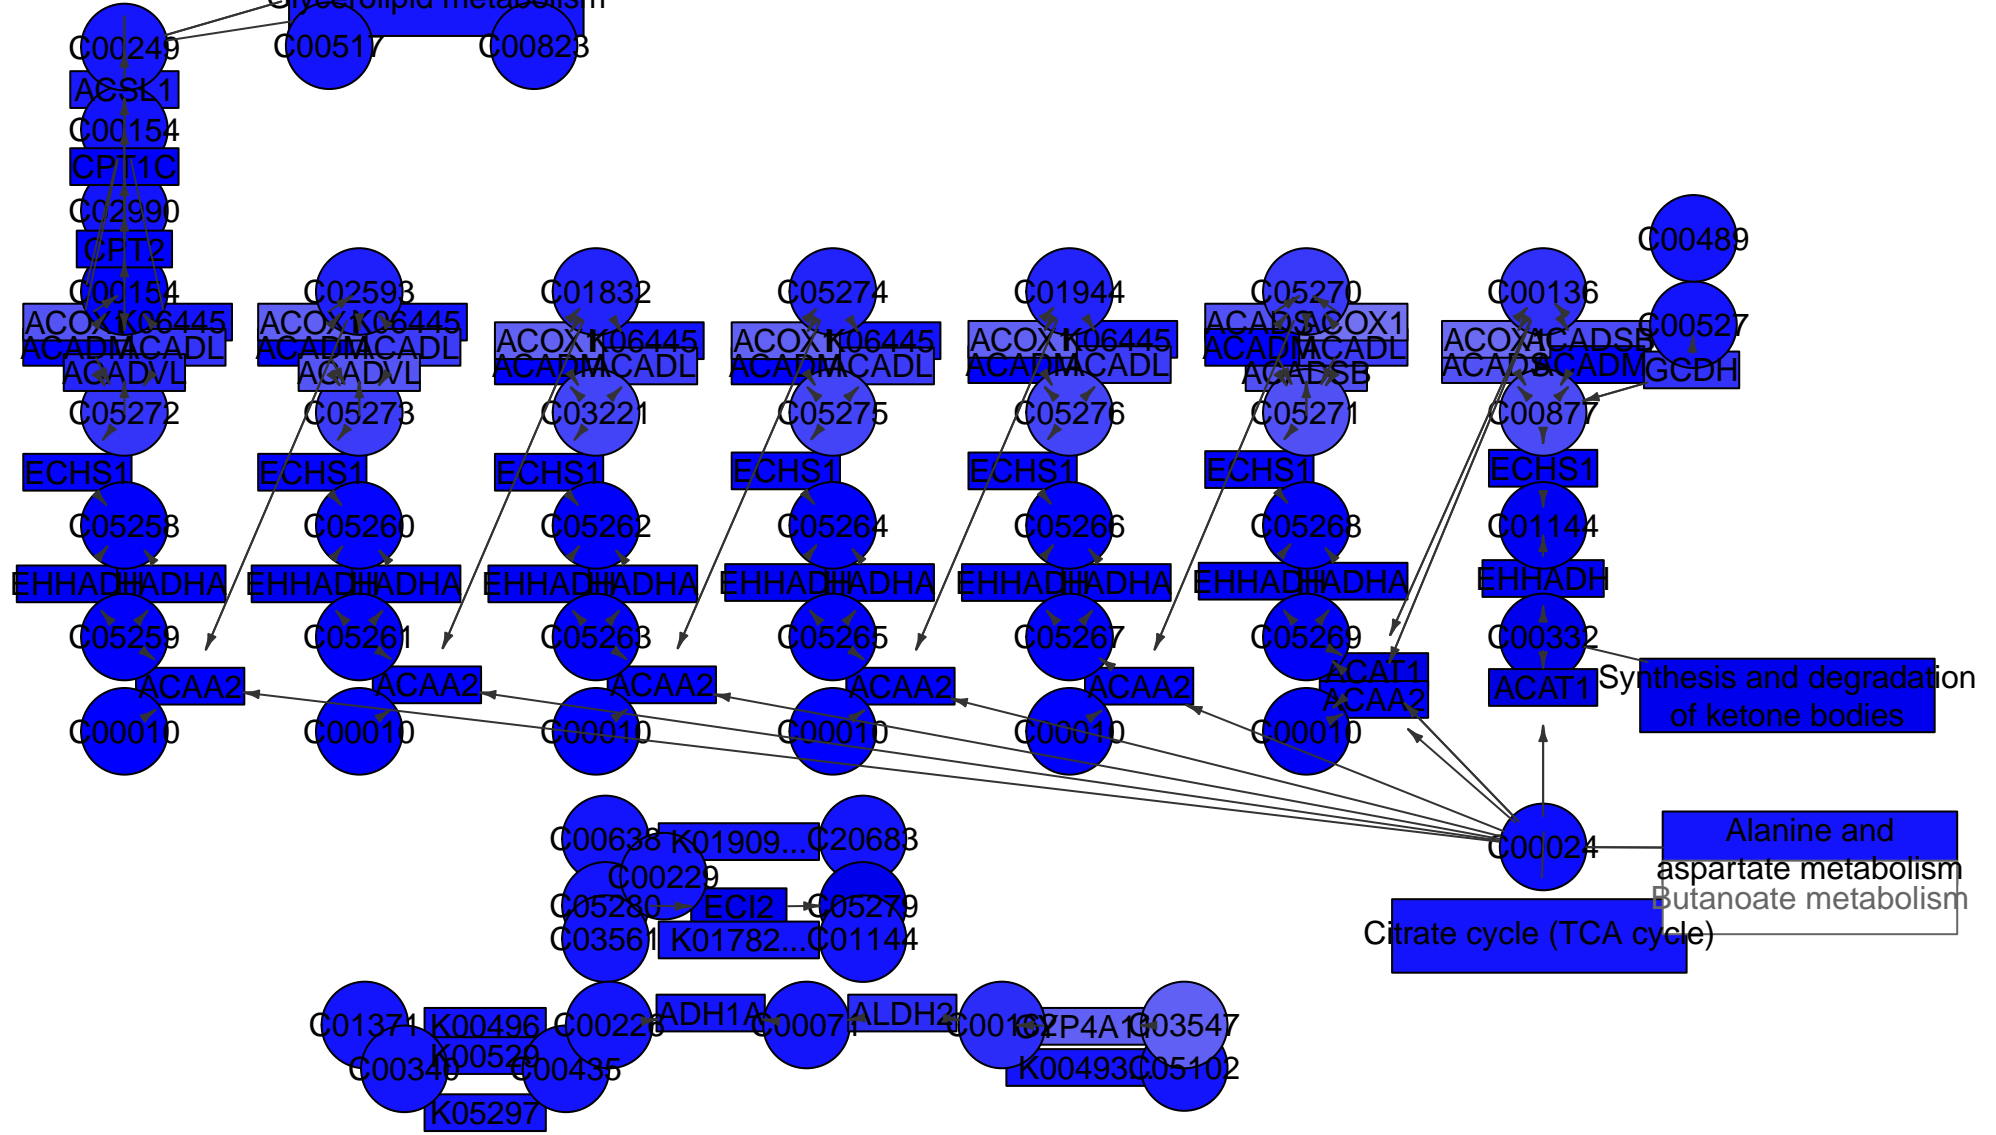 Glycerolipid metabolism
C00249
C00517
C00823
ACSL1
C00154
CPT1C
C02990
C00489
CPT2
C00154
C02593
C01832
C05274
C01944
C05270
C00136
C00527
K06445
K06445
K06445
K06445
K06445
ACADS
ACOX1
ACADSB
ACADM
ACADL
ACADM
ACADL
ACADM
ACADL
ACADM
ACADL
ACADM
ACADL
ACADM
ACADL
ACADM
ACADVL
ACADVL
ACADSB
GCDH
C05272
C05273
C03221
C05275
C05276
C05271
C00877
ECHS1
ECHS1
ECHS1
ECHS1
ECHS1
ECHS1
ECHS1
C05258
C05260
C05262
C05264
C05266
C05268
C01144
EHHADH
HADHA
EHHADH
HADHA
EHHADH
HADHA
EHHADH
HADHA
EHHADH
HADHA
EHHADH
HADHA
EHHADH
C05259
C05261
C05263
C05265
C05267
C05269
C00332
ACAA2
ACAA2
ACAA2
ACAA2
ACAA2
ACAT1
ACAA2
ACAT1
Synthesis and degradation
of ketone bodies
C00010
C00010
C00010
C00010
C00010
C00010
C00638
K01909...
C20683
C00024
Alanine and
aspartate metabolism
C00229
Butanoate metabolism
C05280
ECI2
C05279
C03561
K01782...
C01144
Citrate cycle (TCA cycle)
C01371
K00496
C00226
ADH1A
C00071
ALDH2
C03547
K00529
C00340
C00435
K00493...
C05102
K05297